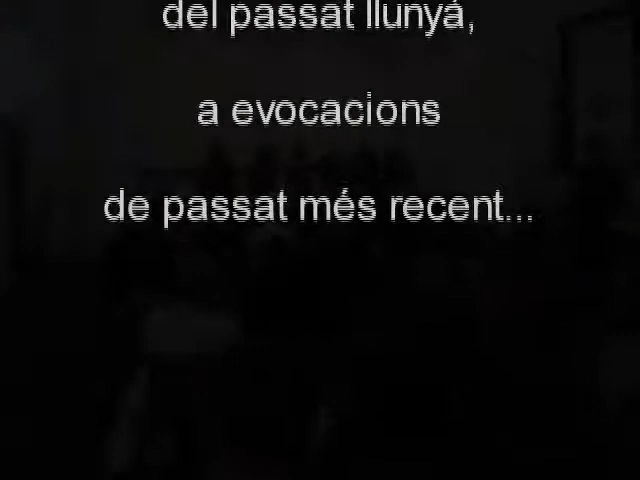 del passat llunyà,
a evocacions
de passat més recent...